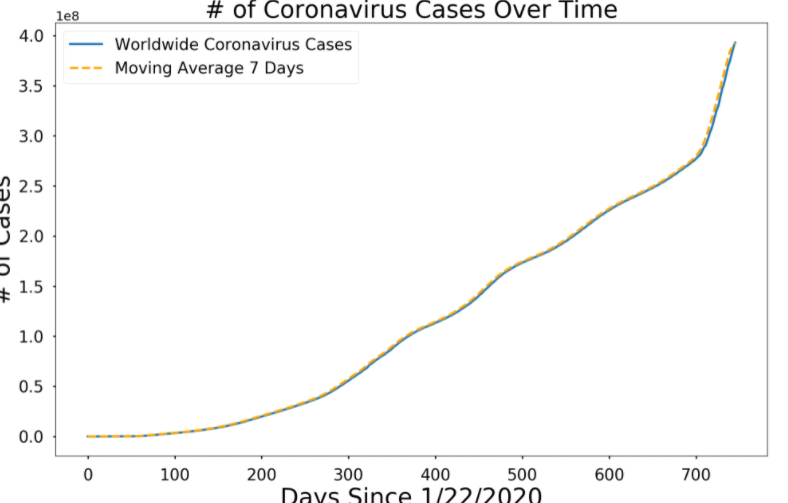 # of Coronavirus Cases Over Time
1e8
Worldwide Coronavirus Cases
Moving Average 7 Days
4.0
3.5
3.0
2.5
2.0
1.5
1.0
0.5
0.0
# of Cases
0 100 200 300 400 500 600 700
Days Since 1/22/2020